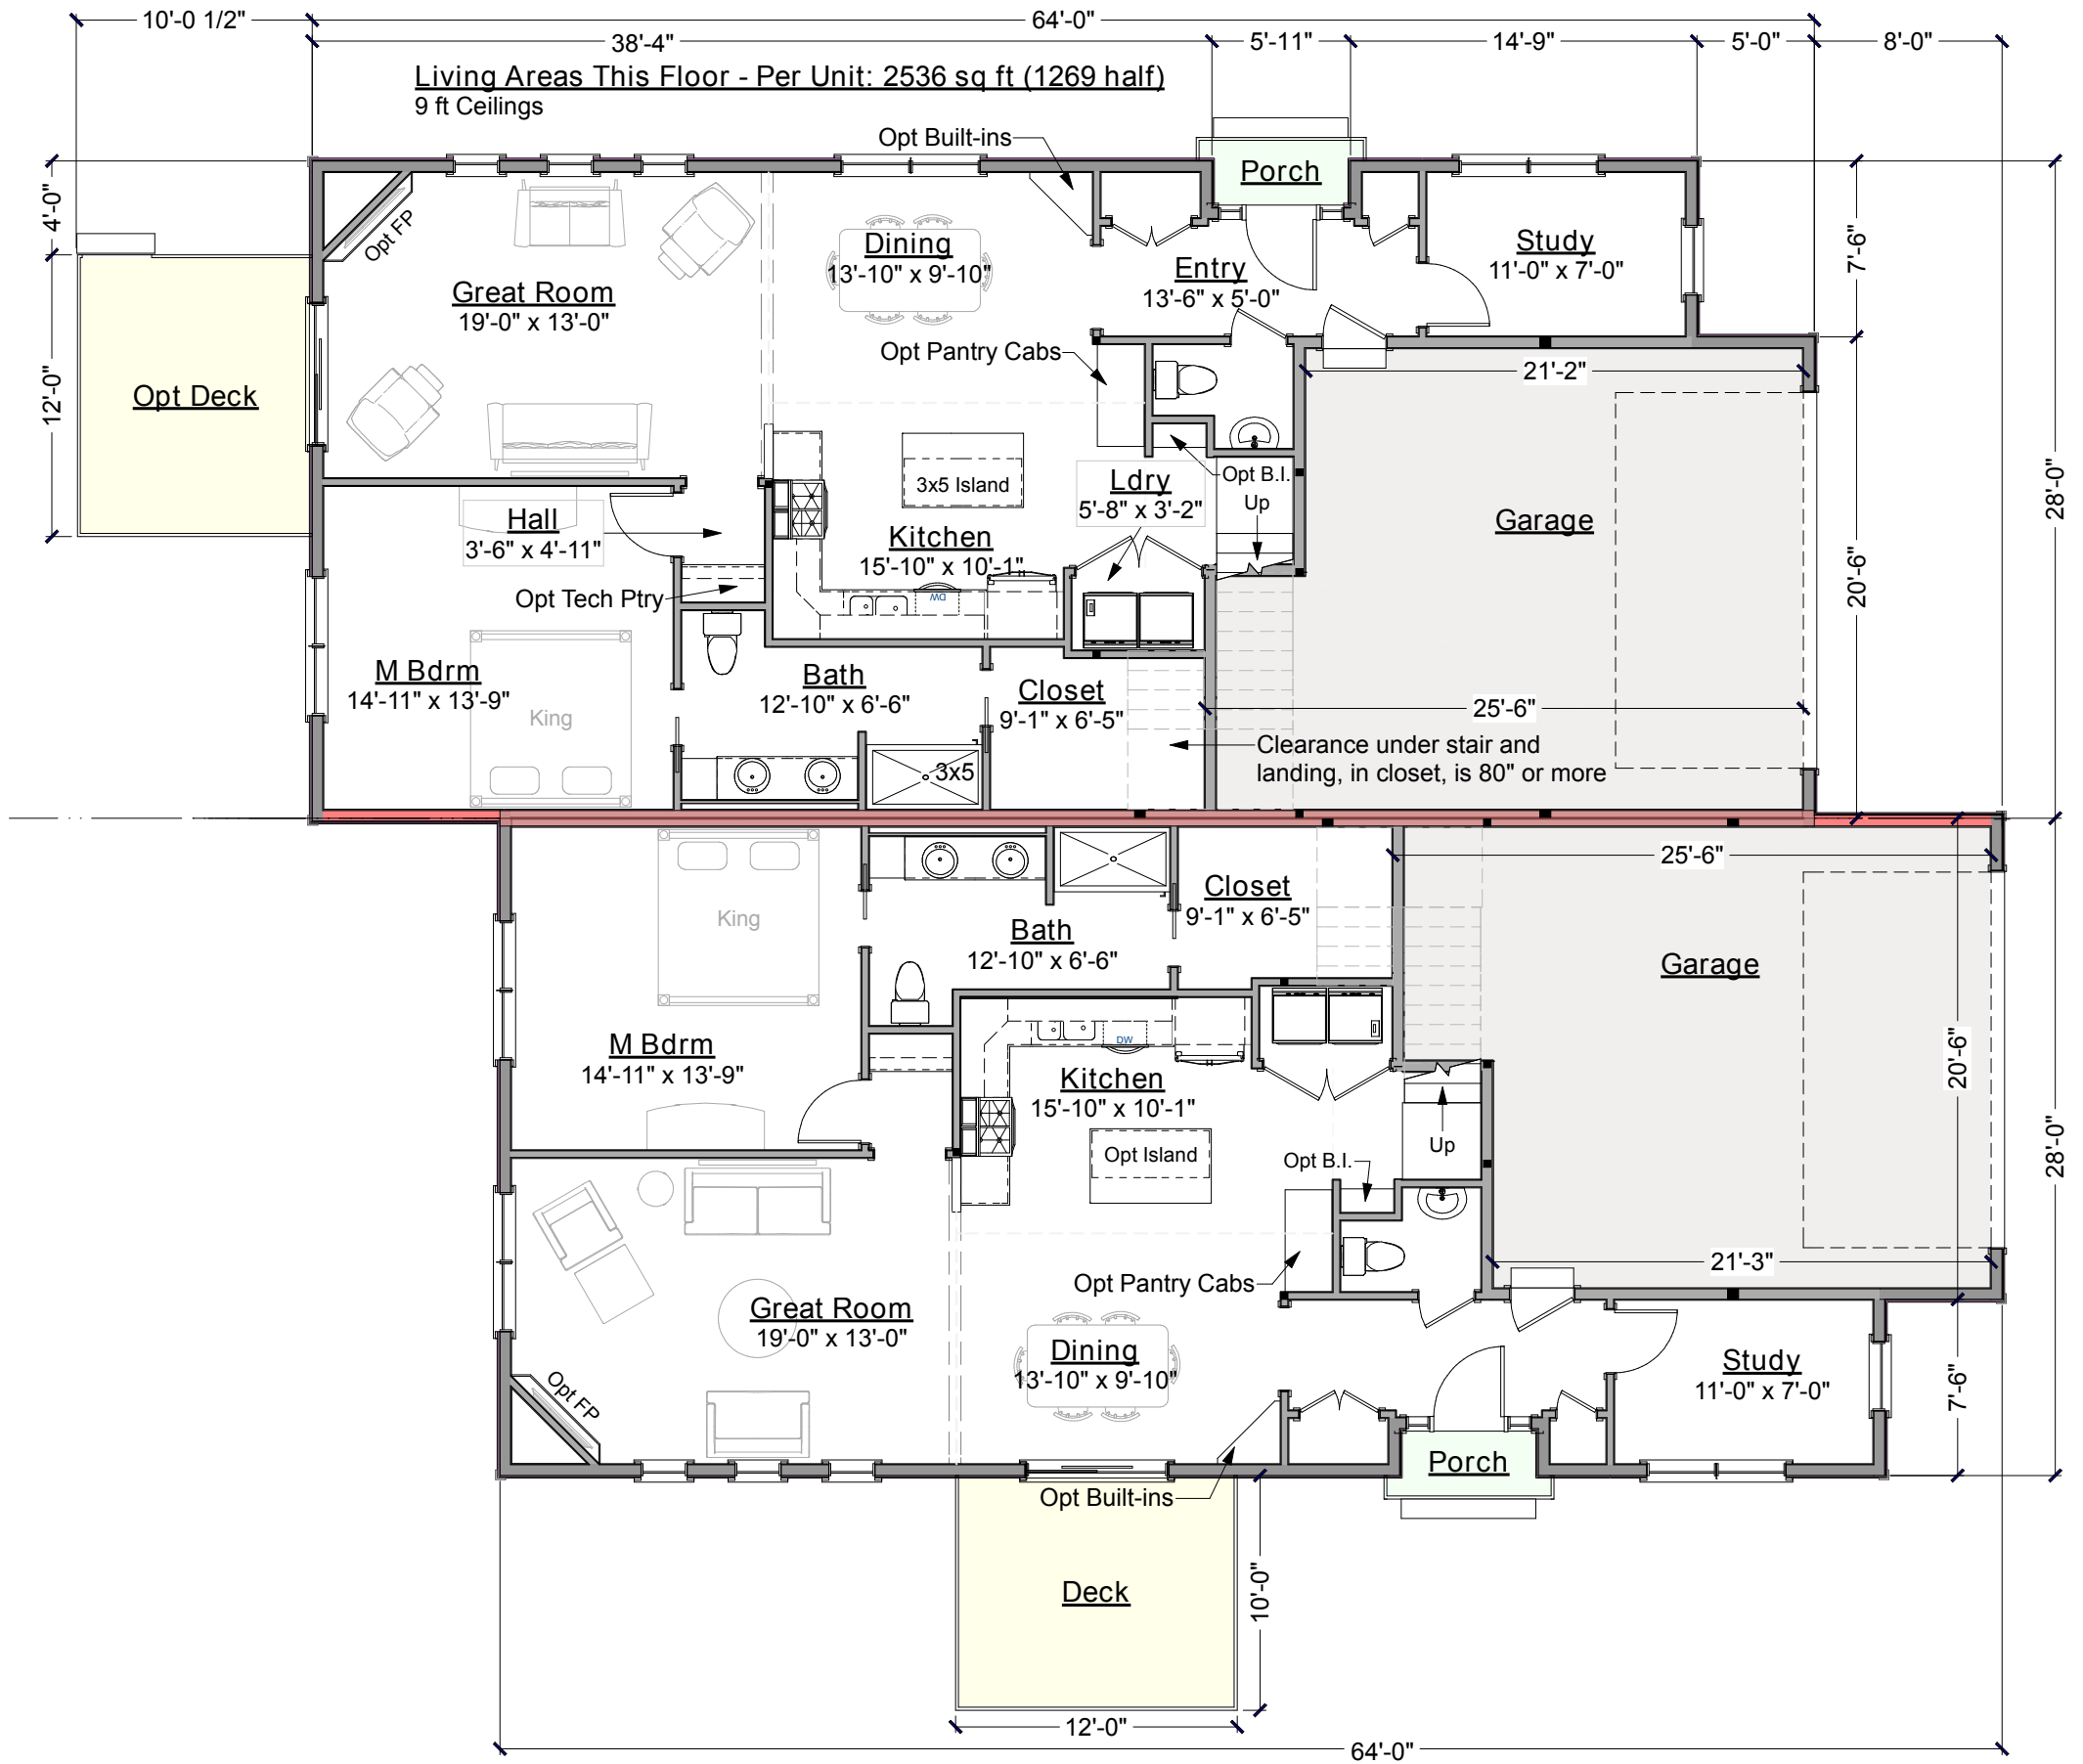 10'-0 1/2"
64'-0"
38'-4"
5'-11"
14'-9"
5'-0"
8'-0"
Living Areas This Floor - Per Unit: 2536 sq ft (1269 half)
9 ft Ceilings
Opt Built-ins
Porch
4'-0"
Opt FP
Dining
13'-10" x 9'-10"
Study
11'-0" x 7'-0"
7'-6"
Entry
13'-6" x 5'-0"
Great Room
19'-0" x 13'-0"
Opt Pantry Cabs
21'-2"
12'-0"
Opt Deck
28'-0"
3x5 Island
Ldry
5'-8" x 3'-2"
Opt B.I.
Up
Hall
3'-6" x 4'-11"
Kitchen
15'-10" x 10'-1"
Garage
20'-6"
Opt Tech Ptry
DW
M Bdrm
14'-11" x 13'-9"
King
Bath
12'-10" x 6'-6"
Closet
9'-1" x 6'-5"
25'-6"
3x5
Clearance under stair and
landing, in closet, is 80" or more
25'-6"
King
Closet
9'-1" x 6'-5"
Bath
12'-10" x 6'-6"
Garage
M Bdrm
14'-11" x 13'-9"
DW
Kitchen
15'-10" x 10'-1"
20'-6"
Opt Island
Opt B.I.
Up
28'-0"
Opt Pantry Cabs
21'-3"
Great Room
19'-0" x 13'-0"
Dining
13'-10" x 9'-10"
Study
11'-0" x 7'-0"
7'-6"
Opt FP
Porch
Opt Built-ins
Deck
10'-0"
12'-0"
64'-0"